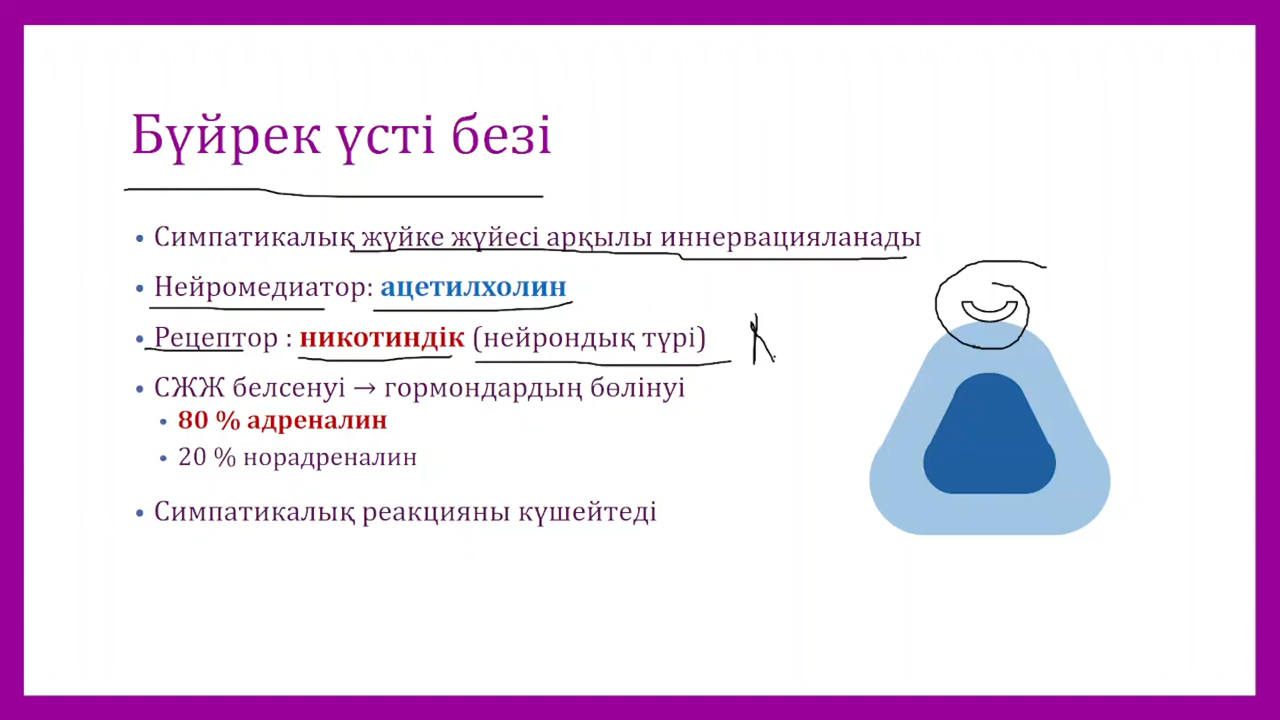 Бүйрек үсті безі
• Симпатикалық жүйке жүйесі арқылы иннервацияланады
• Нейромедиатор: ацетилхолин
• Рецептор : никотиндік (нейрондық түрі)
• СЖЖ белсенуі → гормондардың бөлінуі
• 80 % адреналин
• 20 % норадреналин
• Симпатикалық реакцияны күшейтеді